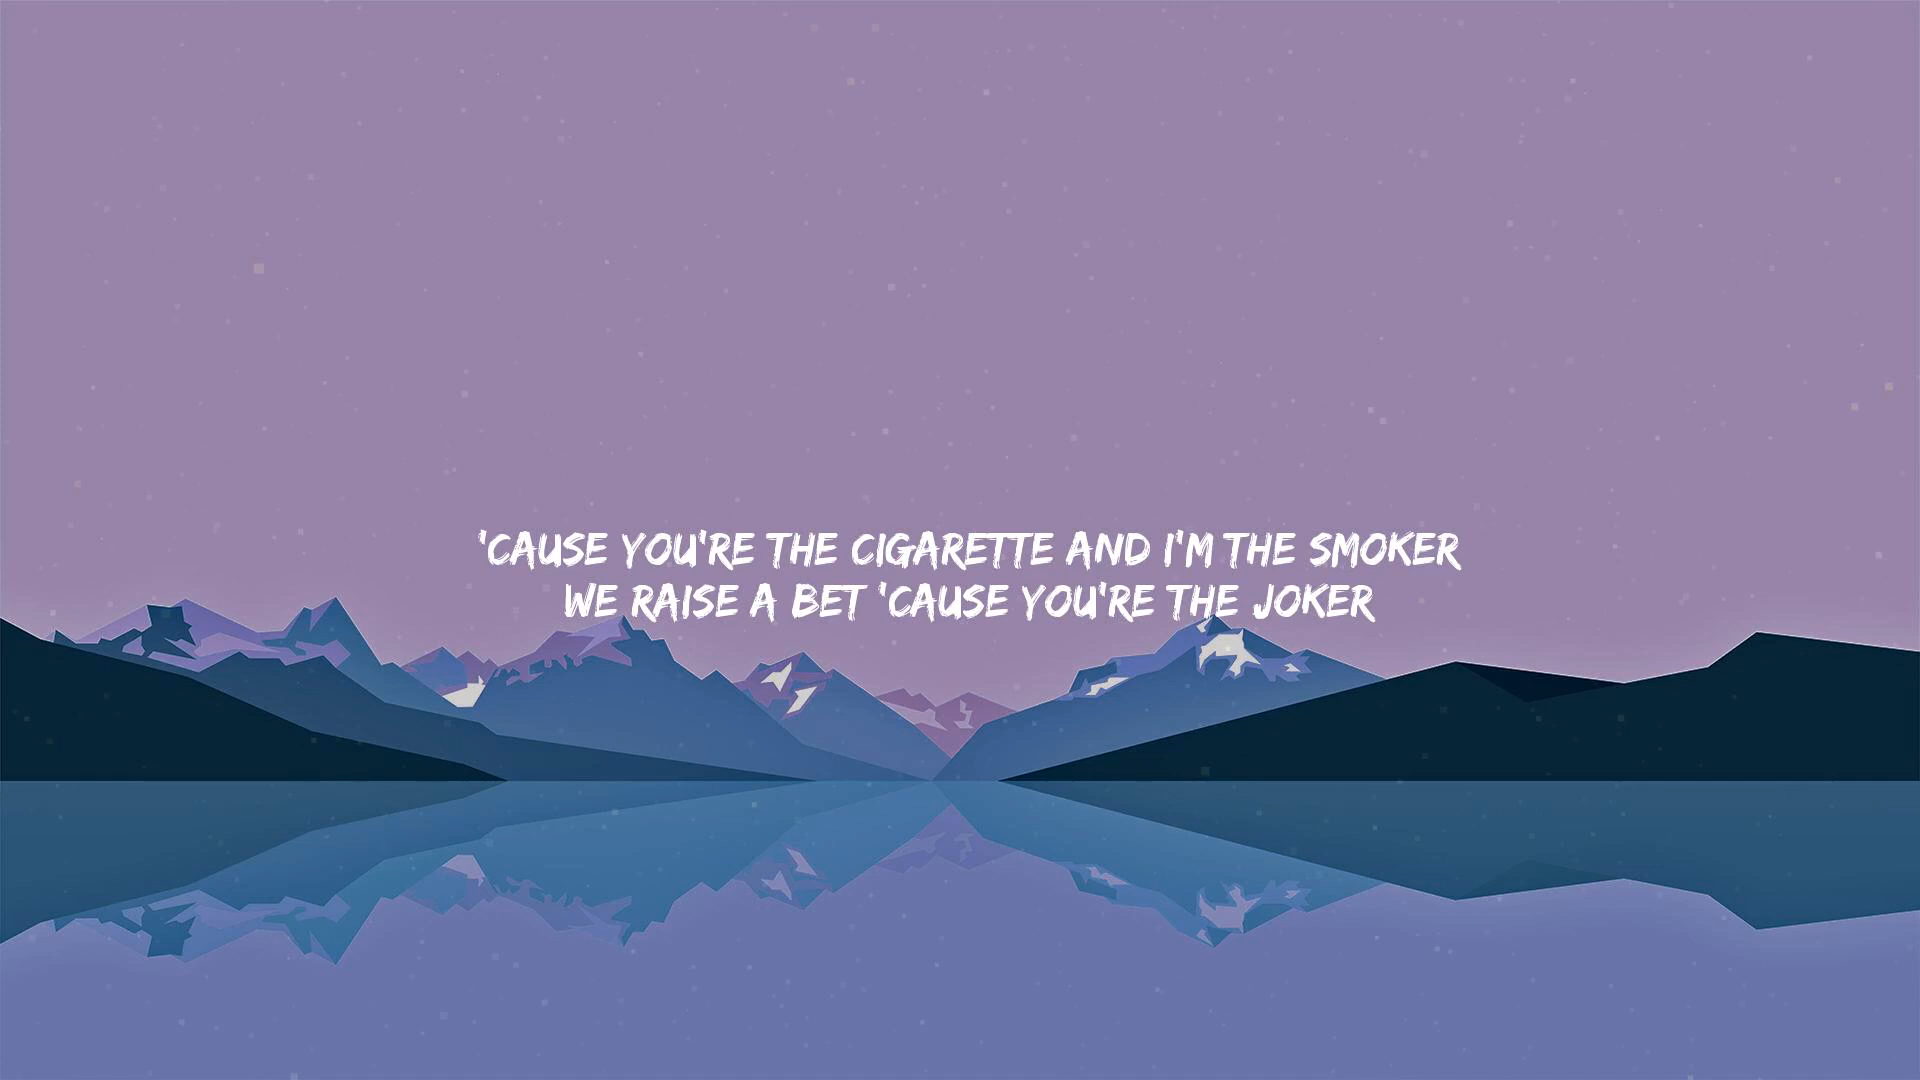 'CAUSE YOU'RE THE CIGARETTE AND I'M THE SMOKER
WE RAISE A BET 'CAUSE YOU'RE THE JOKER